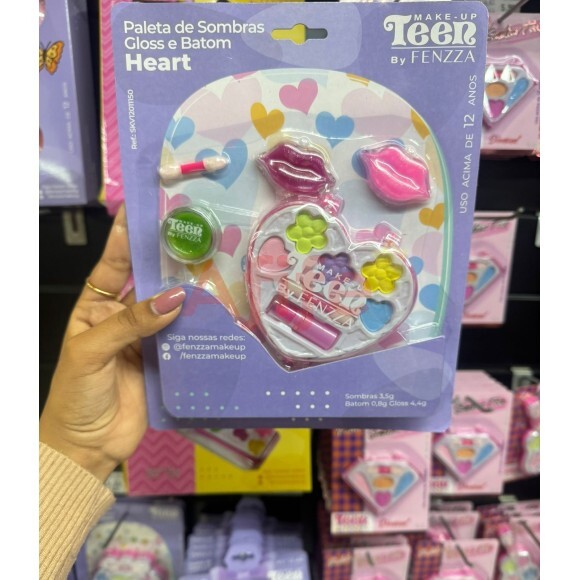 Paleta de Sombras
Gloss e Batom
Heart
MAKE-UP
Teen
By FENZZA
USO ACIMA DE 12 ANOS
Ref.: SKV12011150
Teen
By FENZZA
MAKE-UP
Teen
By FENZZA
Siga nossas redes:
@fenzzamakeup
/fenzzamakeup
Sombras 3,5g
Batom 0,8g Gloss 4,4g
Teen